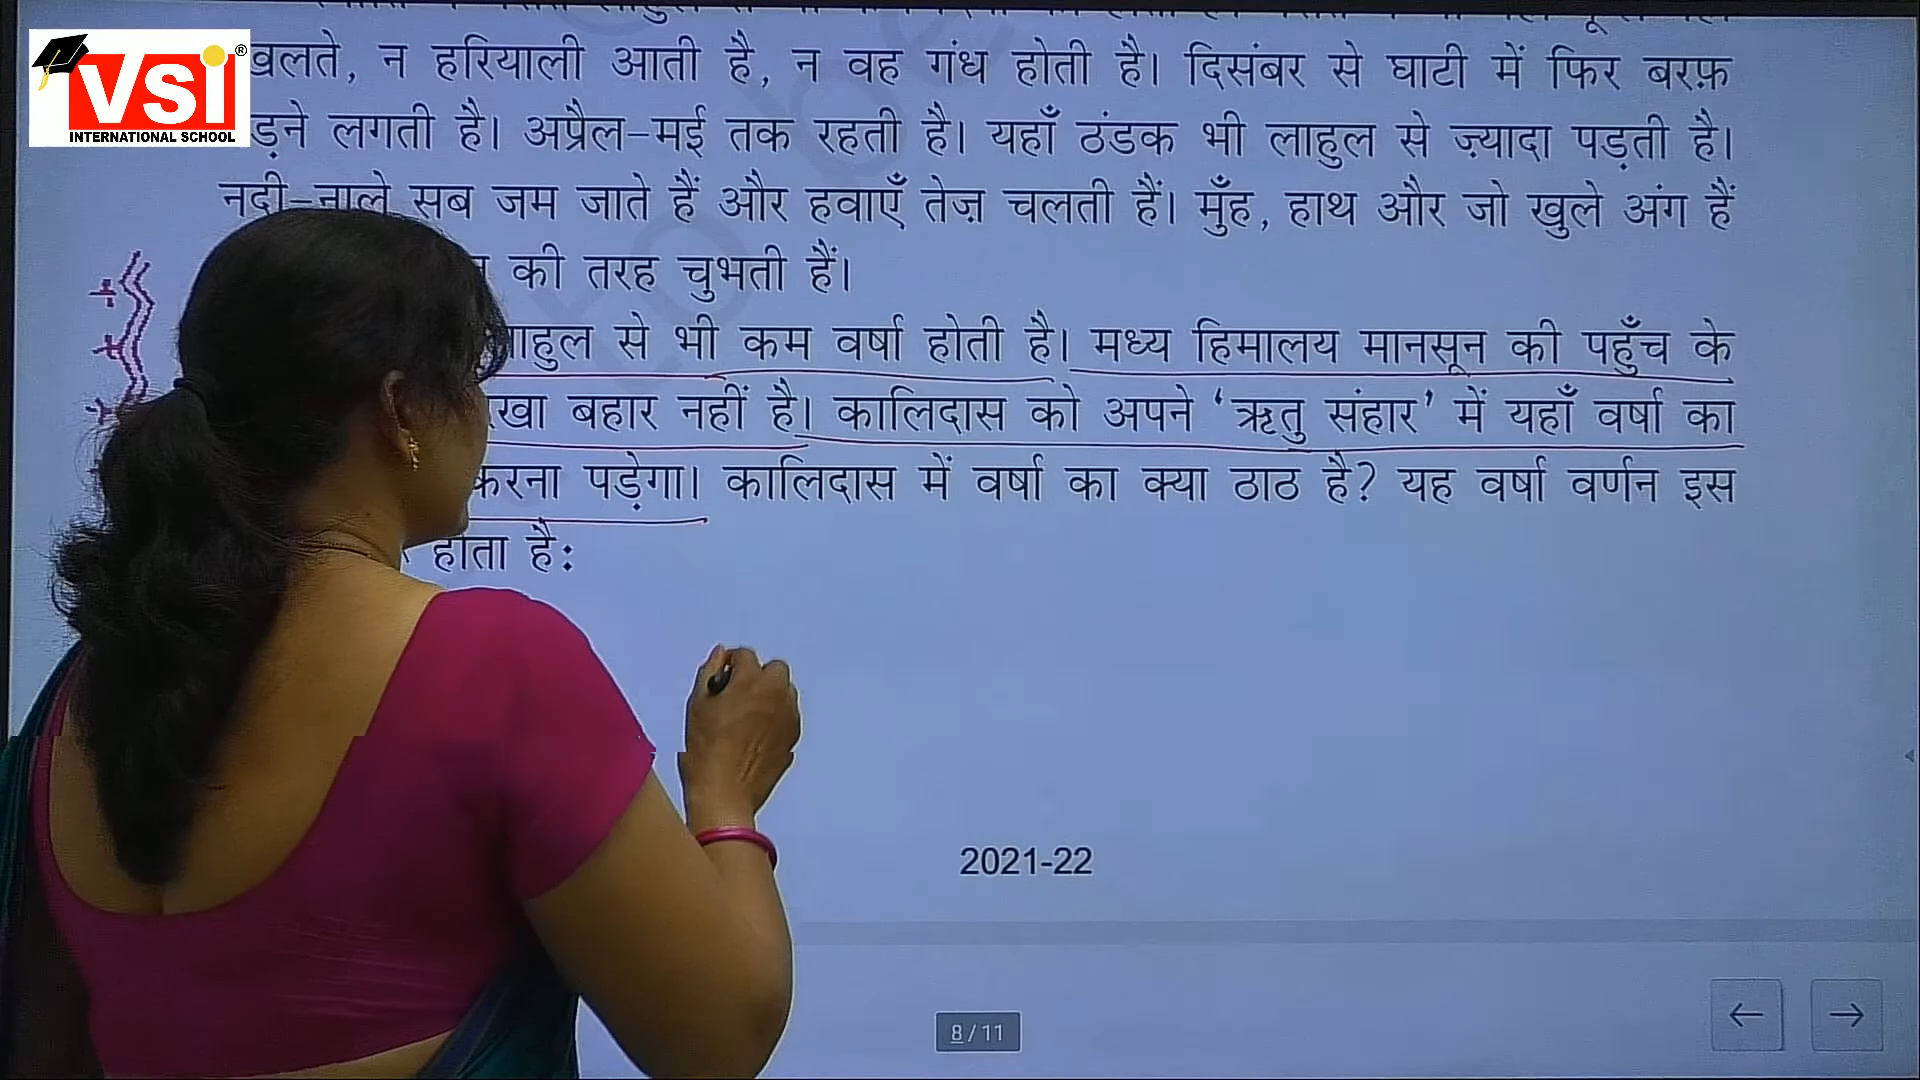 VSI®
INTERNATIONAL SCHOOL
खलते, न हरियाली आती है, न वह गंध होती है। दिसंबर से घाटी में फिर बरफ़
ड़ने लगती है। अप्रैल-मई तक रहती है। यहाँ ठंडक भी लाहुल से ज़्यादा पड़ती है।
नदी-नाले सब जम जाते हैं और हवाएँ तेज़ चलती हैं। मुँह, हाथ और जो खुले अंग हैं
की तरह चुभती हैं।
ाहुल से भी कम वर्षा होती है। मध्य हिमालय मानसून की पहुँच के
रखा बहार नहीं है। कालिदास को अपने ‘ऋतु संहार’ में यहाँ वर्षा का
करना पड़ेगा। कालिदास में वर्षा का क्या ठाठ है? यह वर्षा वर्णन इस
होता है:
2021-22
8 / 11